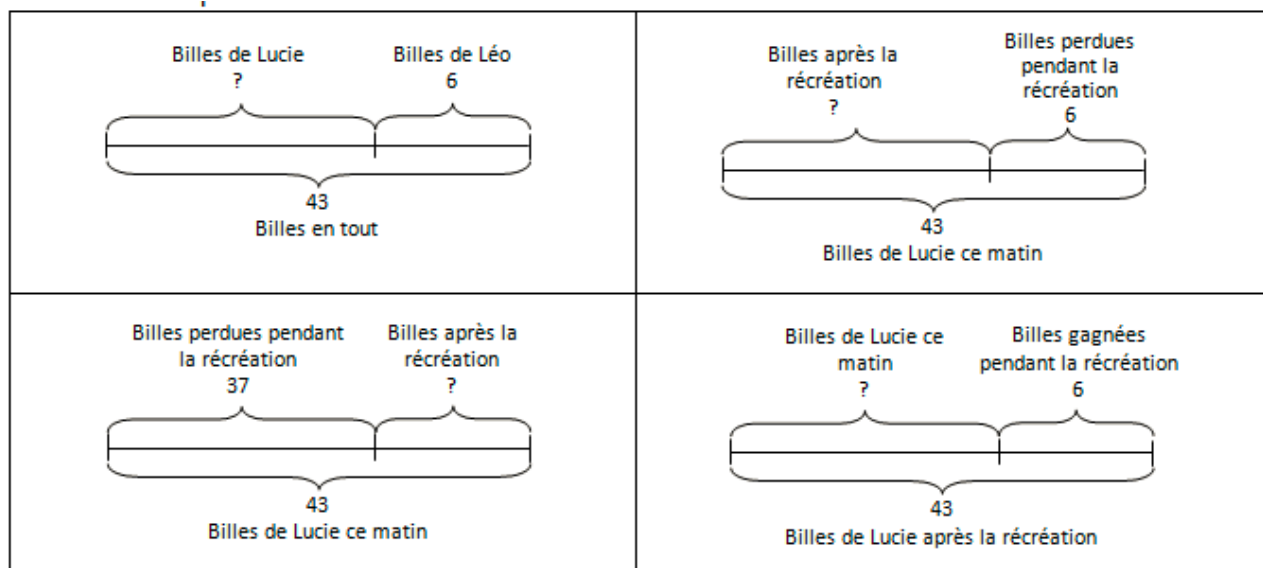 Billes de Lucie
?
Billes de Léo
6
43
Billes en tout
Billes après la
récréation
?
Billes perdues
pendant la
récréation
6
43
Billes de Lucie ce matin
Billes perdues pendant
la récréation
37
Billes après la
récréation
?
43
Billes de Lucie ce matin
Billes de Lucie ce
matin
?
Billes gagnées
pendant la récréation
6
43
Billes de Lucie après la récréation